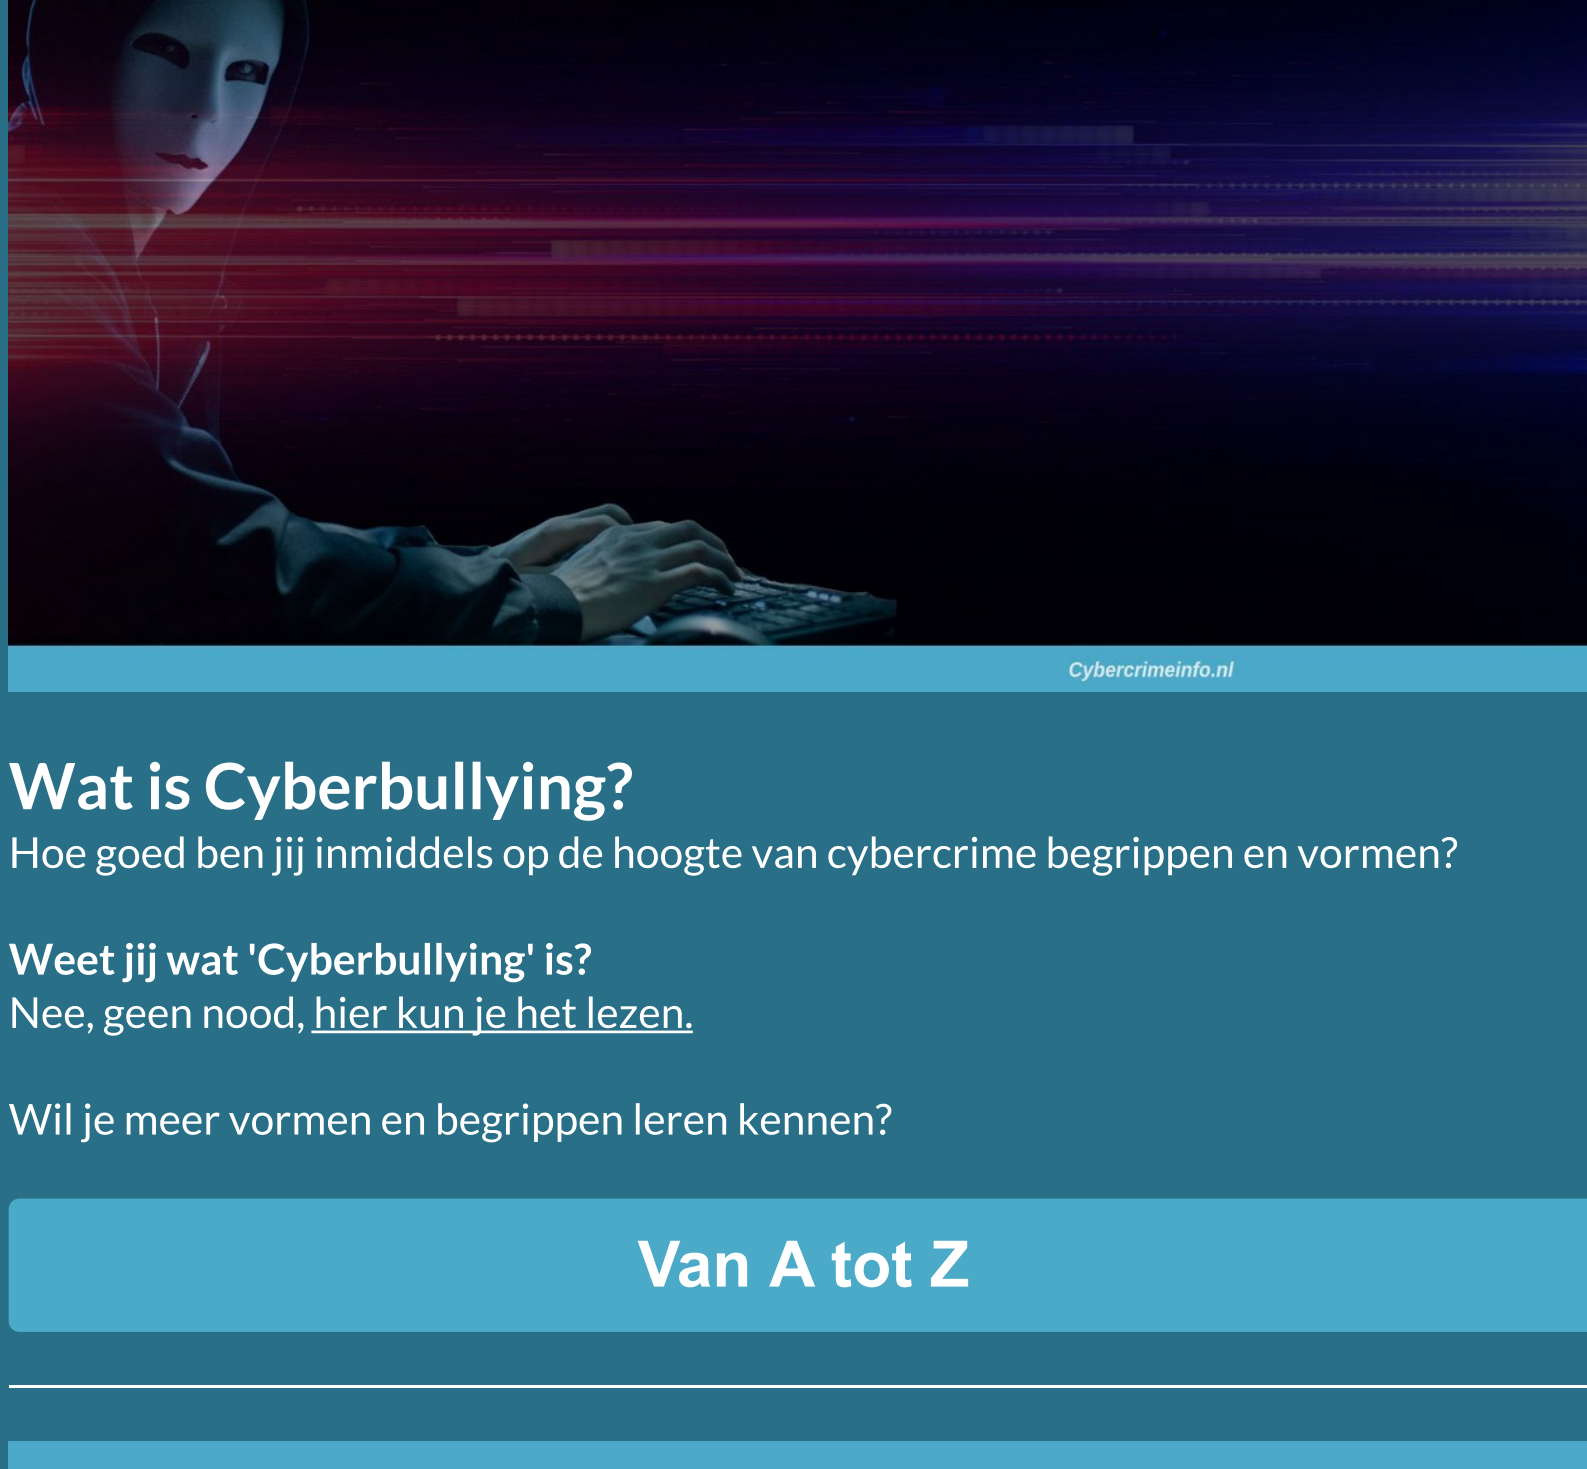 Cybercrimeinfo.nl
Wat is Cyberbullying?
Hoe goed ben jij inmiddels op de hoogte van cybercrime begrippen en vormen?
Weet jij wat 'Cyberbullying' is?
Nee, geen nood, hier kun je het lezen.
Wil je meer vormen en begrippen leren kennen?
Van A tot Z